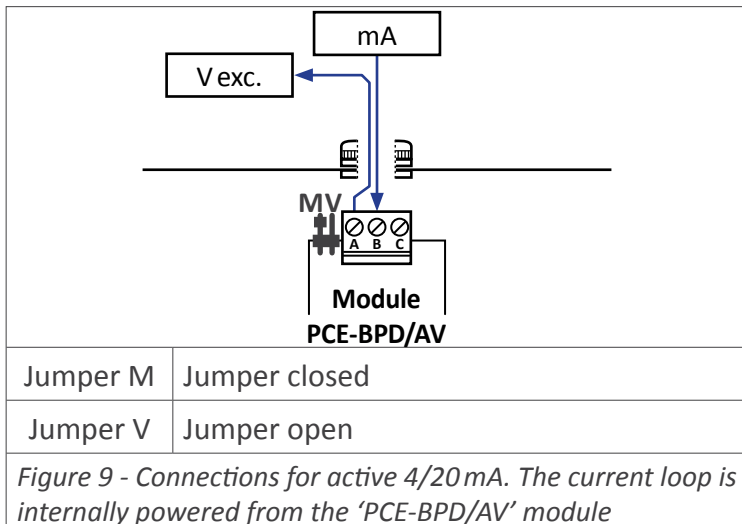 mA
V exc.
MV
A B C
Module
PCE-BPD/AV
Jumper M Jumper closed
Jumper V Jumper open
Figure 9 - Connections for active 4/20 mA. The current loop is
internally powered from the ‘PCE-BPD/AV’ module